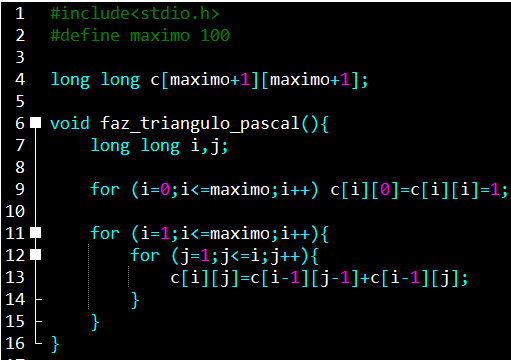 1 #include<stdio.h>
2 #define maximo 100
3
4 long long c[maximo+1][maximo+1];
5
6 void faz_triangulo_pascal(){
7 long long i,j;
8
9 for (i=0;i<=maximo;i++) c[i][0]=c[i][i]=1;
10
11 for (i=1;i<=maximo;i++){
12 for (j=1;j<=i;j++){
13 c[i][j]=c[i-1][j-1]+c[i-1][j];
14 }
15 }
16 }